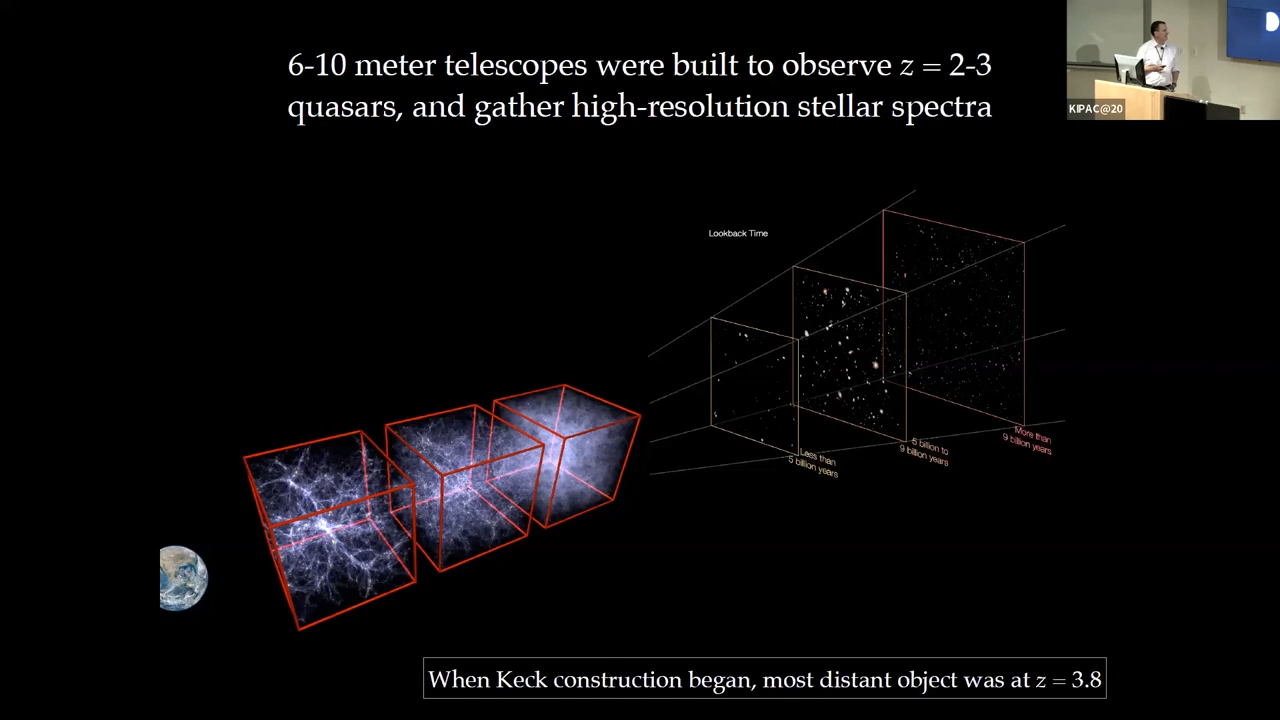 6-10 meter telescopes were built to observe z = 2-3
quasars, and gather high-resolution stellar spectra
KIPAC@20
Lookback Time
Less than
5 billion years
5 billion to
9 billion years
More than
9 billion years
When Keck construction began, most distant object was at z = 3.8